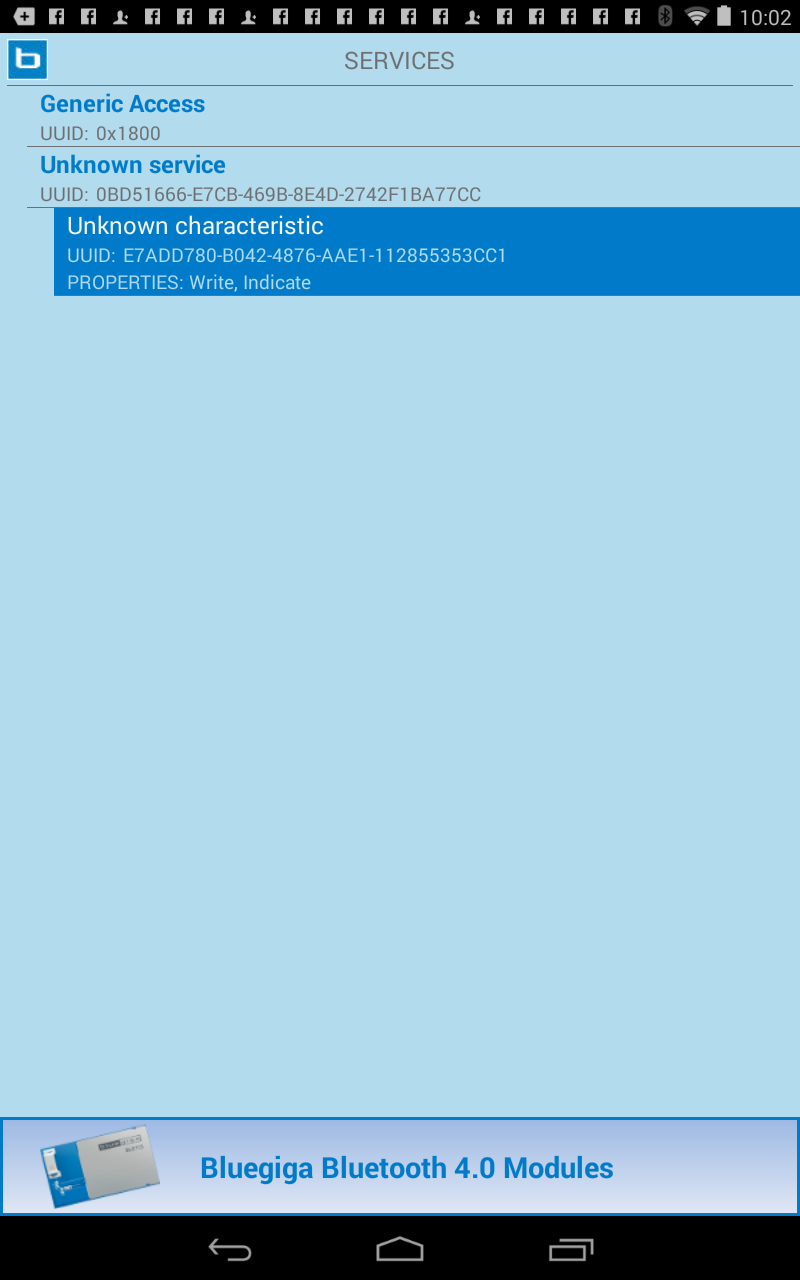 10:02
SERVICES
Generic Access
UUID: 0x1800
Unknown service
UUID: 0BD51666-E7CB-469B-8E4D-2742F1BA77CC
Unknown characteristic
UUID: E7ADD780-B042-4876-AAE1-112855353CC1
PROPERTIES: Write, Indicate
Bluegiga Bluetooth 4.0 Modules